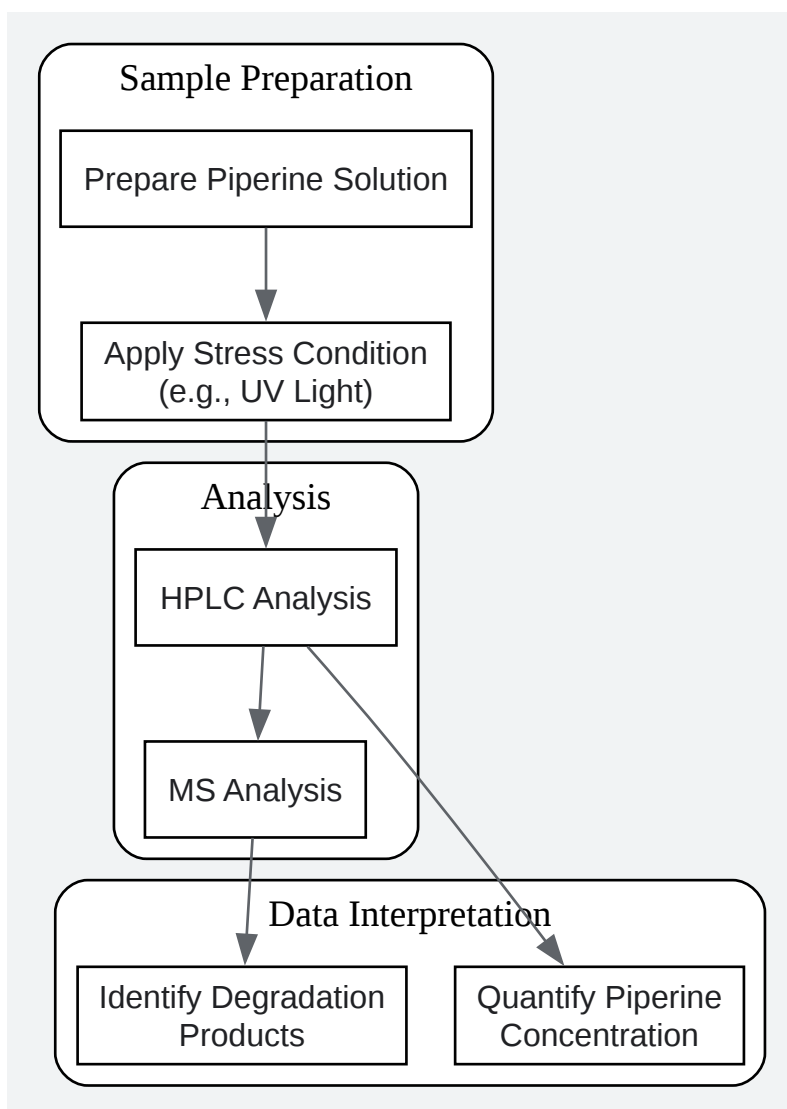 Sample Preparation
Prepare Piperine Solution
Apply Stress Condition
(e.g., UV Light)
Analysis
HPLC Analysis
MS Analysis
Data Interpretation
Identify Degradation
Products
Quantify Piperine
Concentration